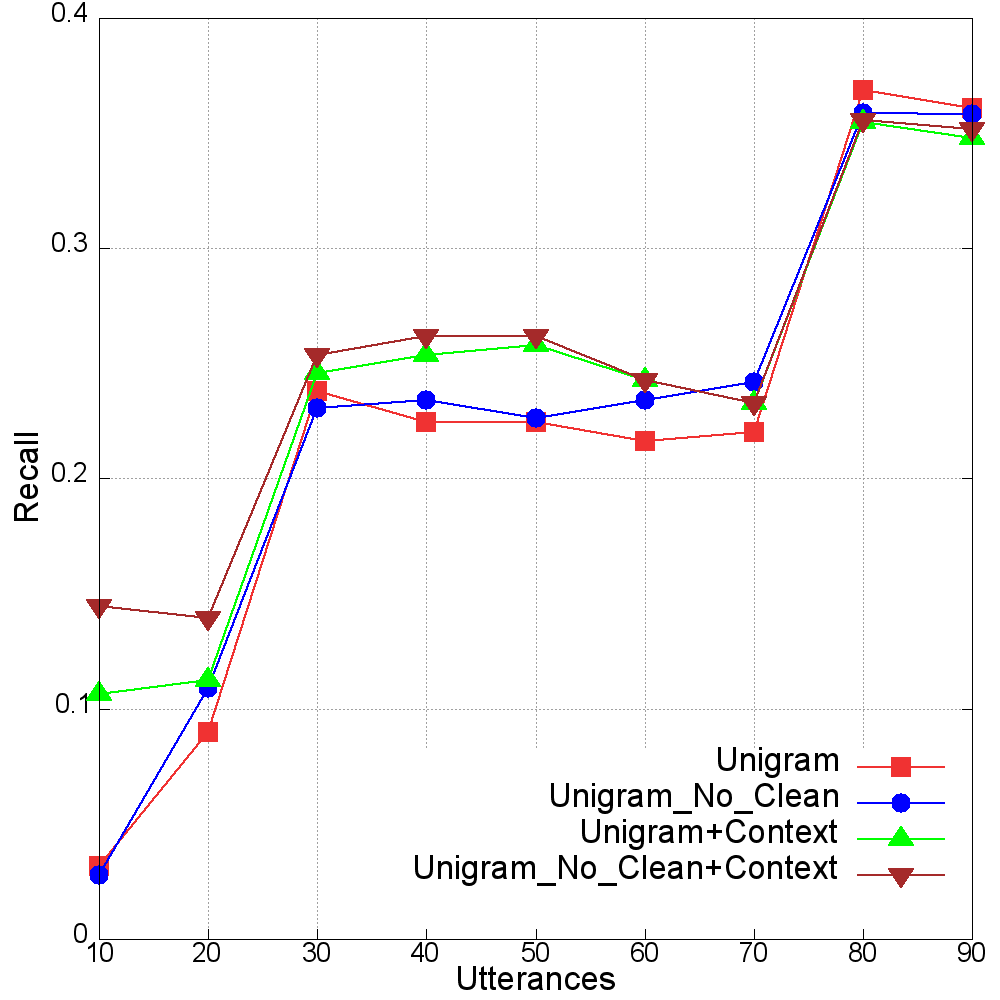 0.4
0.3
0.2
0.1
0
Recall
Unigram
Unigram_No_Clean
Unigram+Context
Unigram_No_Clean+Context
10 20 30 40 50 60 70 80 90
Utterances